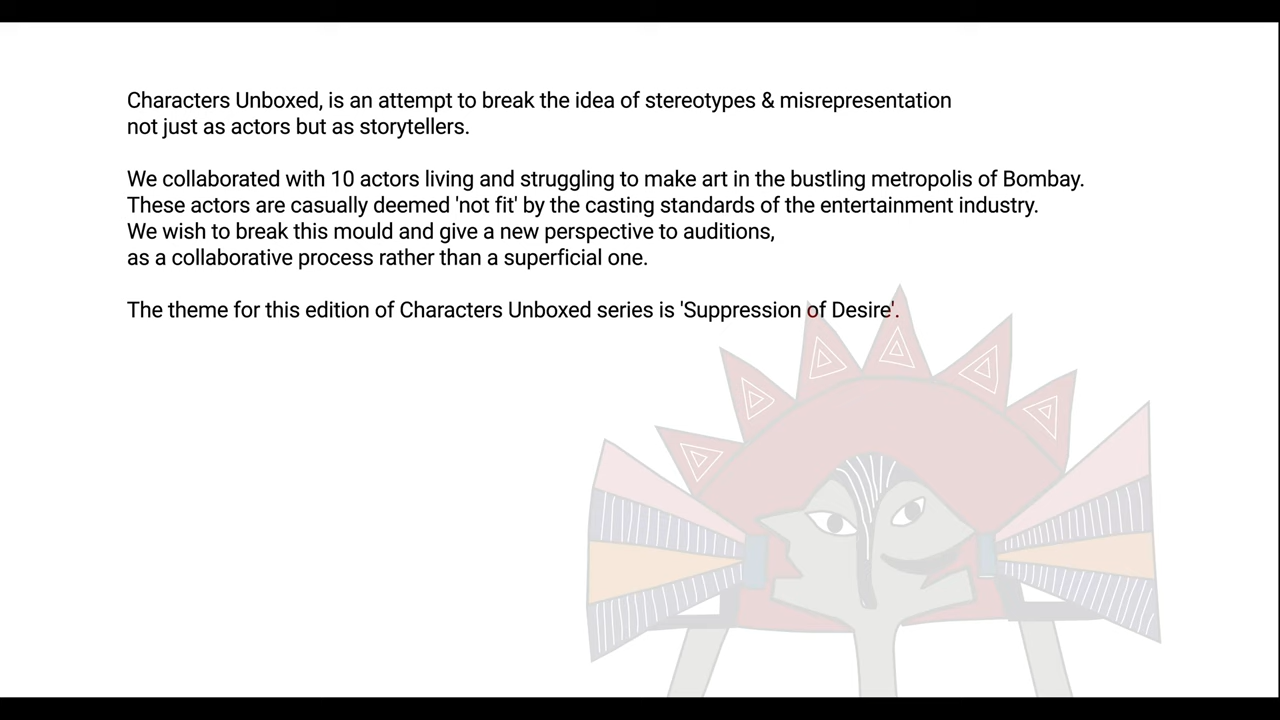 Characters Unboxed, is an attempt to break the idea of stereotypes & misrepresentation
not just as actors but as storytellers.
We collaborated with 10 actors living and struggling to make art in the bustling metropolis of Bombay.
These actors are casually deemed 'not fit' by the casting standards of the entertainment industry.
We wish to break this mould and give a new perspective to auditions,
as a collaborative process rather than a superficial one.
The theme for this edition of Characters Unboxed series is 'Suppression of Desire'.